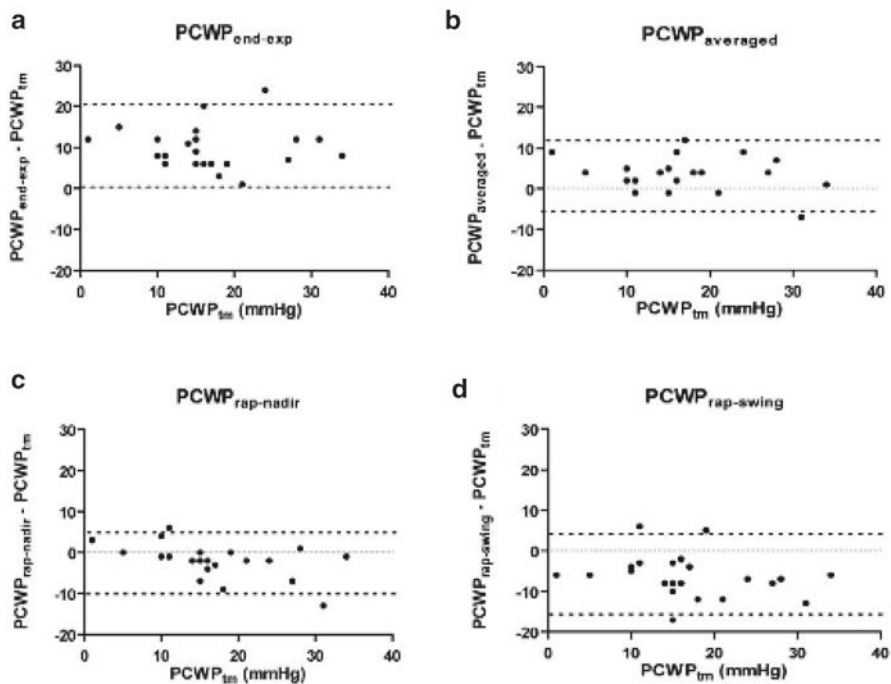 a
PCWPend-exp
PCWPend-exp - PCWPtm
30
20
10
0
-10
-20
0 10 20 30 40
PCWPtm (mmHg)
b
PCWPaveraged
PCWPaveraged - PCWPtm
30
20
10
0
-10
-20
0 10 20 30 40
PCWPtm (mmHg)
c
PCWPrap-nadir
PCWPrap-nadir - PCWPtm
30
20
10
0
-10
-20
0 10 20 30 40
PCWPtm (mmHg)
d
PCWPrap-swing
PCWPrap-swing - PCWPtm
30
20
10
0
-10
-20
0 10 20 30 40
PCWPtm (mmHg)